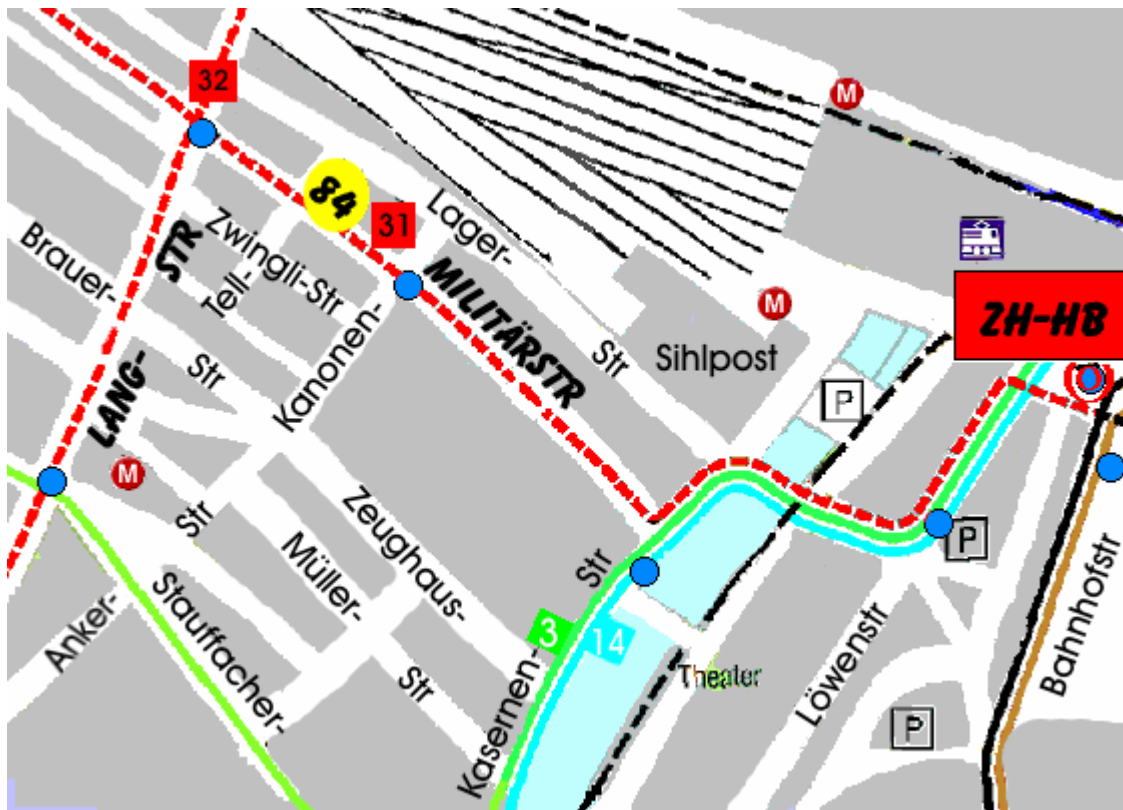 32
M
84
31
Lager-
Str
STR
Zwingli-Str
Tell-
Brauer-
Str
MILITÄRSTR
ZH-HB
M
Sihlpost
P
Kanonen-
Str
LANG-
M
P
Zeughaus-
Str
Müller-
Str
Stauffacher-
Anker-
3
14
Kasernen-
Theater
Löwenstr
Bahnhofstr
P